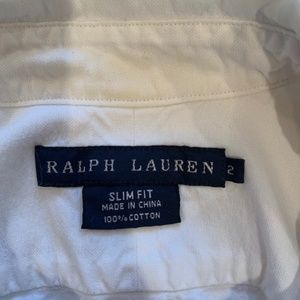 RALPH LAUREN 2
SLIM FIT
MADE IN CHINA
100% COTTON